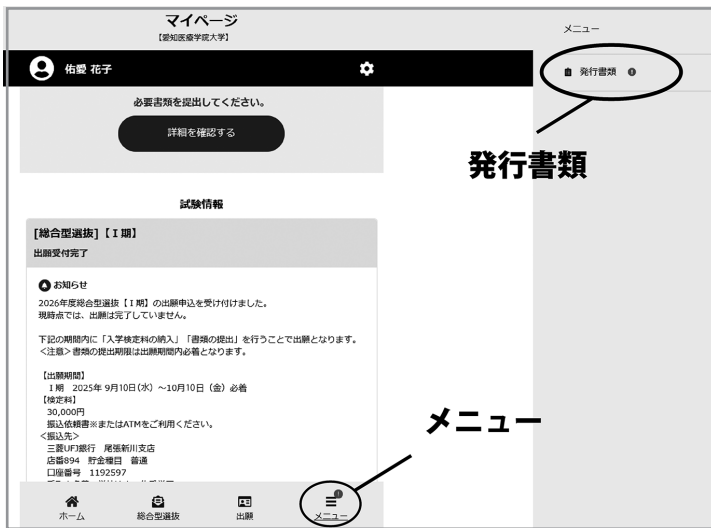 マイページ
【愛知医療学院大学】
佑愛 花子
必要書類を提出してください。
詳細を確認する
試験情報
[総合型選抜]【Ⅰ期】
出願受付完了
お知らせ
2026年度総合型選抜【Ⅰ期】の出願申込を受け付けました。
現時点では、出願は完了していません。
下記の期間内に「入学検定料の納入」「書類の提出」を行うことで出願となります。
<注意>書類の提出期限は出願期間内必着となります。
【出願期間】
Ⅰ期 2025年 9月10日(水) ~10月10日(金)必着
【検定料】
30,000円
振込依頼書※またはATMをご利用ください。
<振込先>
三菱UFJ銀行 尾張新川支店
店番894 貯金種目 普通
口座番号 1192597
ホーム
総合型選抜
出願
メニュー
メニュー
メニュー
発行書類
発行書類